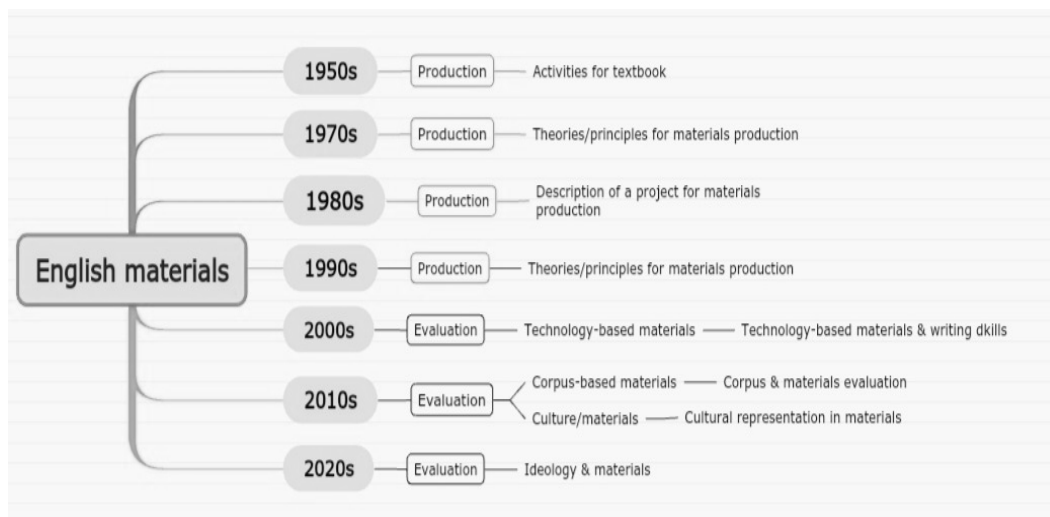 English materials
1950s Production Activities for textbook
1970s Production Theories/principles for materials production
1980s Production Description of a project for materials
production
1990s Production Theories/principles for materials production
2000s Evaluation Technology-based materials Technology-based materials & writing dkills
2010s Evaluation Corpus-based materials Corpus & materials evaluation
Culture/materials Cultural representation in materials
2020s Evaluation Ideology & materials